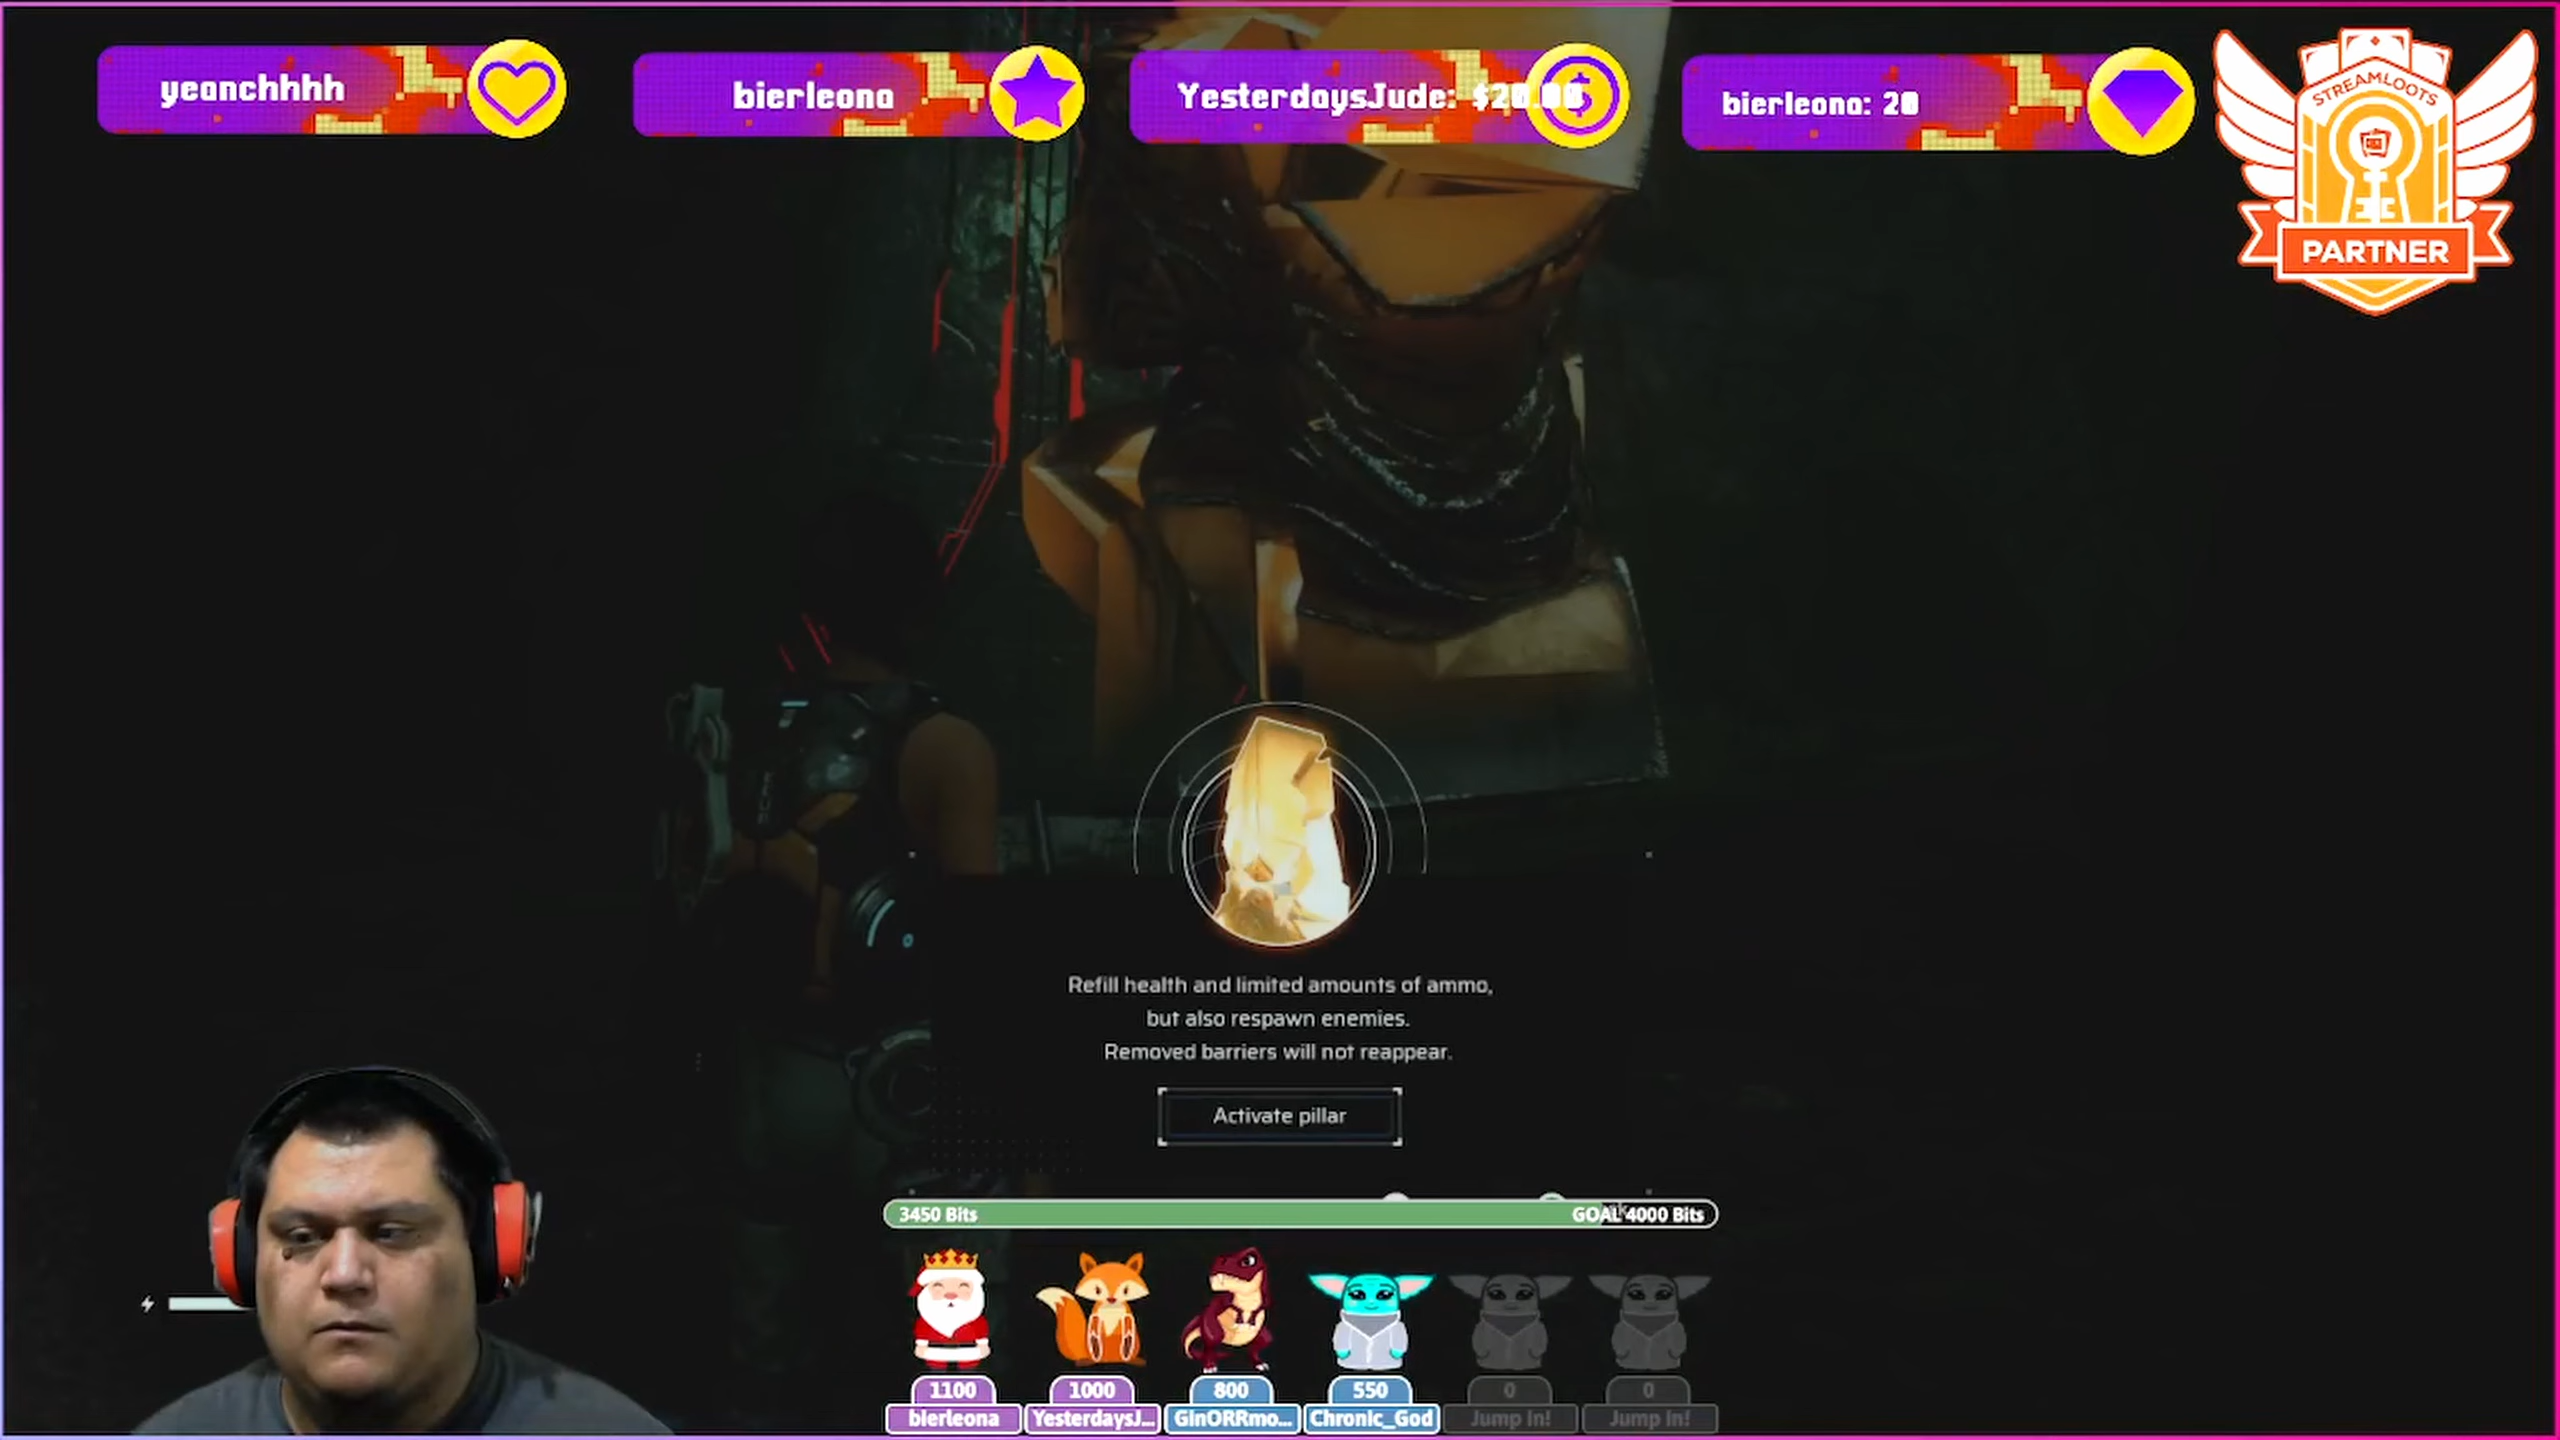 yeanchhhh
bierleona
YesterdaysJude: $20.00
bierleona: 20
STREAMLOOTS
PARTNER
Refill health and limited amounts of ammo,
but also respawn enemies.
Removed barriers will not reappear.
Activate pillar
3450 Bits
GOAL 4000 Bits
1100
1000
800
550
0
0
bierleona
YesterdaysJ...
GinORRmo...
Chronic_God
Jump In!
Jump In!